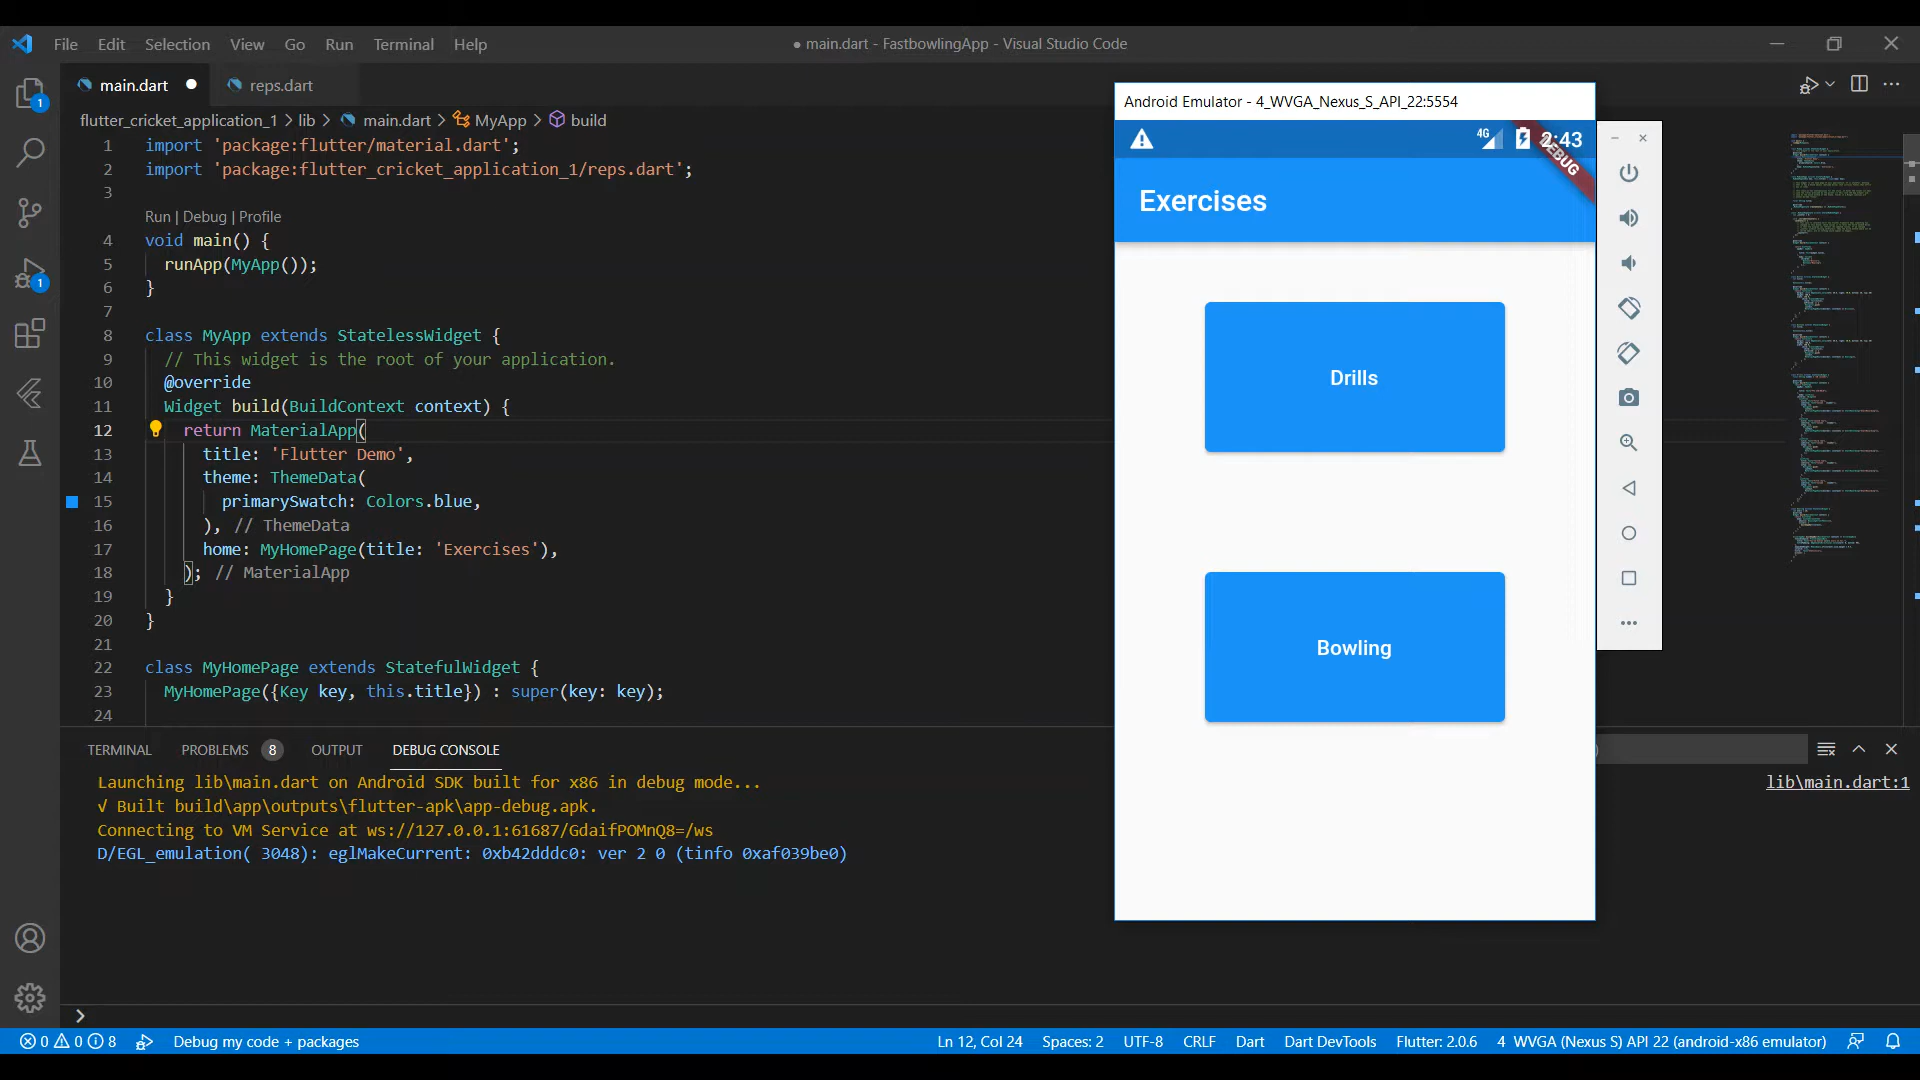 File Edit Selection View Go Run Terminal Help
● main.dart - FastbowlingApp - Visual Studio Code
main.dart ● reps.dart
flutter_cricket_application_1 > lib > main.dart > MyApp > build
1 import 'package:flutter/material.dart';
2 import 'package:flutter_cricket_application_1/reps.dart';
3
Run | Debug | Profile
4 void main() {
5 runApp(MyApp());
6 }
7
8 class MyApp extends StatelessWidget {
9 // This widget is the root of your application.
10 @override
11 Widget build(BuildContext context) {
12 return MaterialApp(
13 title: 'Flutter Demo',
14 theme: ThemeData(
15 primarySwatch: Colors.blue,
16 ), // ThemeData
17 home: MyHomePage(title: 'Exercises'),
18 ); // MaterialApp
19 }
20 }
21
22 class MyHomePage extends StatefulWidget {
23 MyHomePage({Key key, this.title}) : super(key: key);
24
1
1
Android Emulator - 4_WVGA_Nexus_S_API_22:5554
4G 2:43
DEBUG
Exercises
Drills
Bowling
TERMINAL PROBLEMS 8 OUTPUT DEBUG CONSOLE
Launching lib\main.dart on Android SDK built for x86 in debug mode...
lib\main.dart:1
√ Built build\app\outputs\flutter-apk\app-debug.apk.
Connecting to VM Service at ws://127.0.0.1:61687/GdaifPOMnQ8=/ws
D/EGL_emulation( 3048): eglMakeCurrent: 0xb42dddc0: ver 2 0 (tinfo 0xaf039be0)
0 0 8 Debug my code + packages
Ln 12, Col 24 Spaces: 2 UTF-8 CRLF Dart Dart DevTools Flutter: 2.0.6 4 WVGA (Nexus S) API 22 (android-x86 emulator)